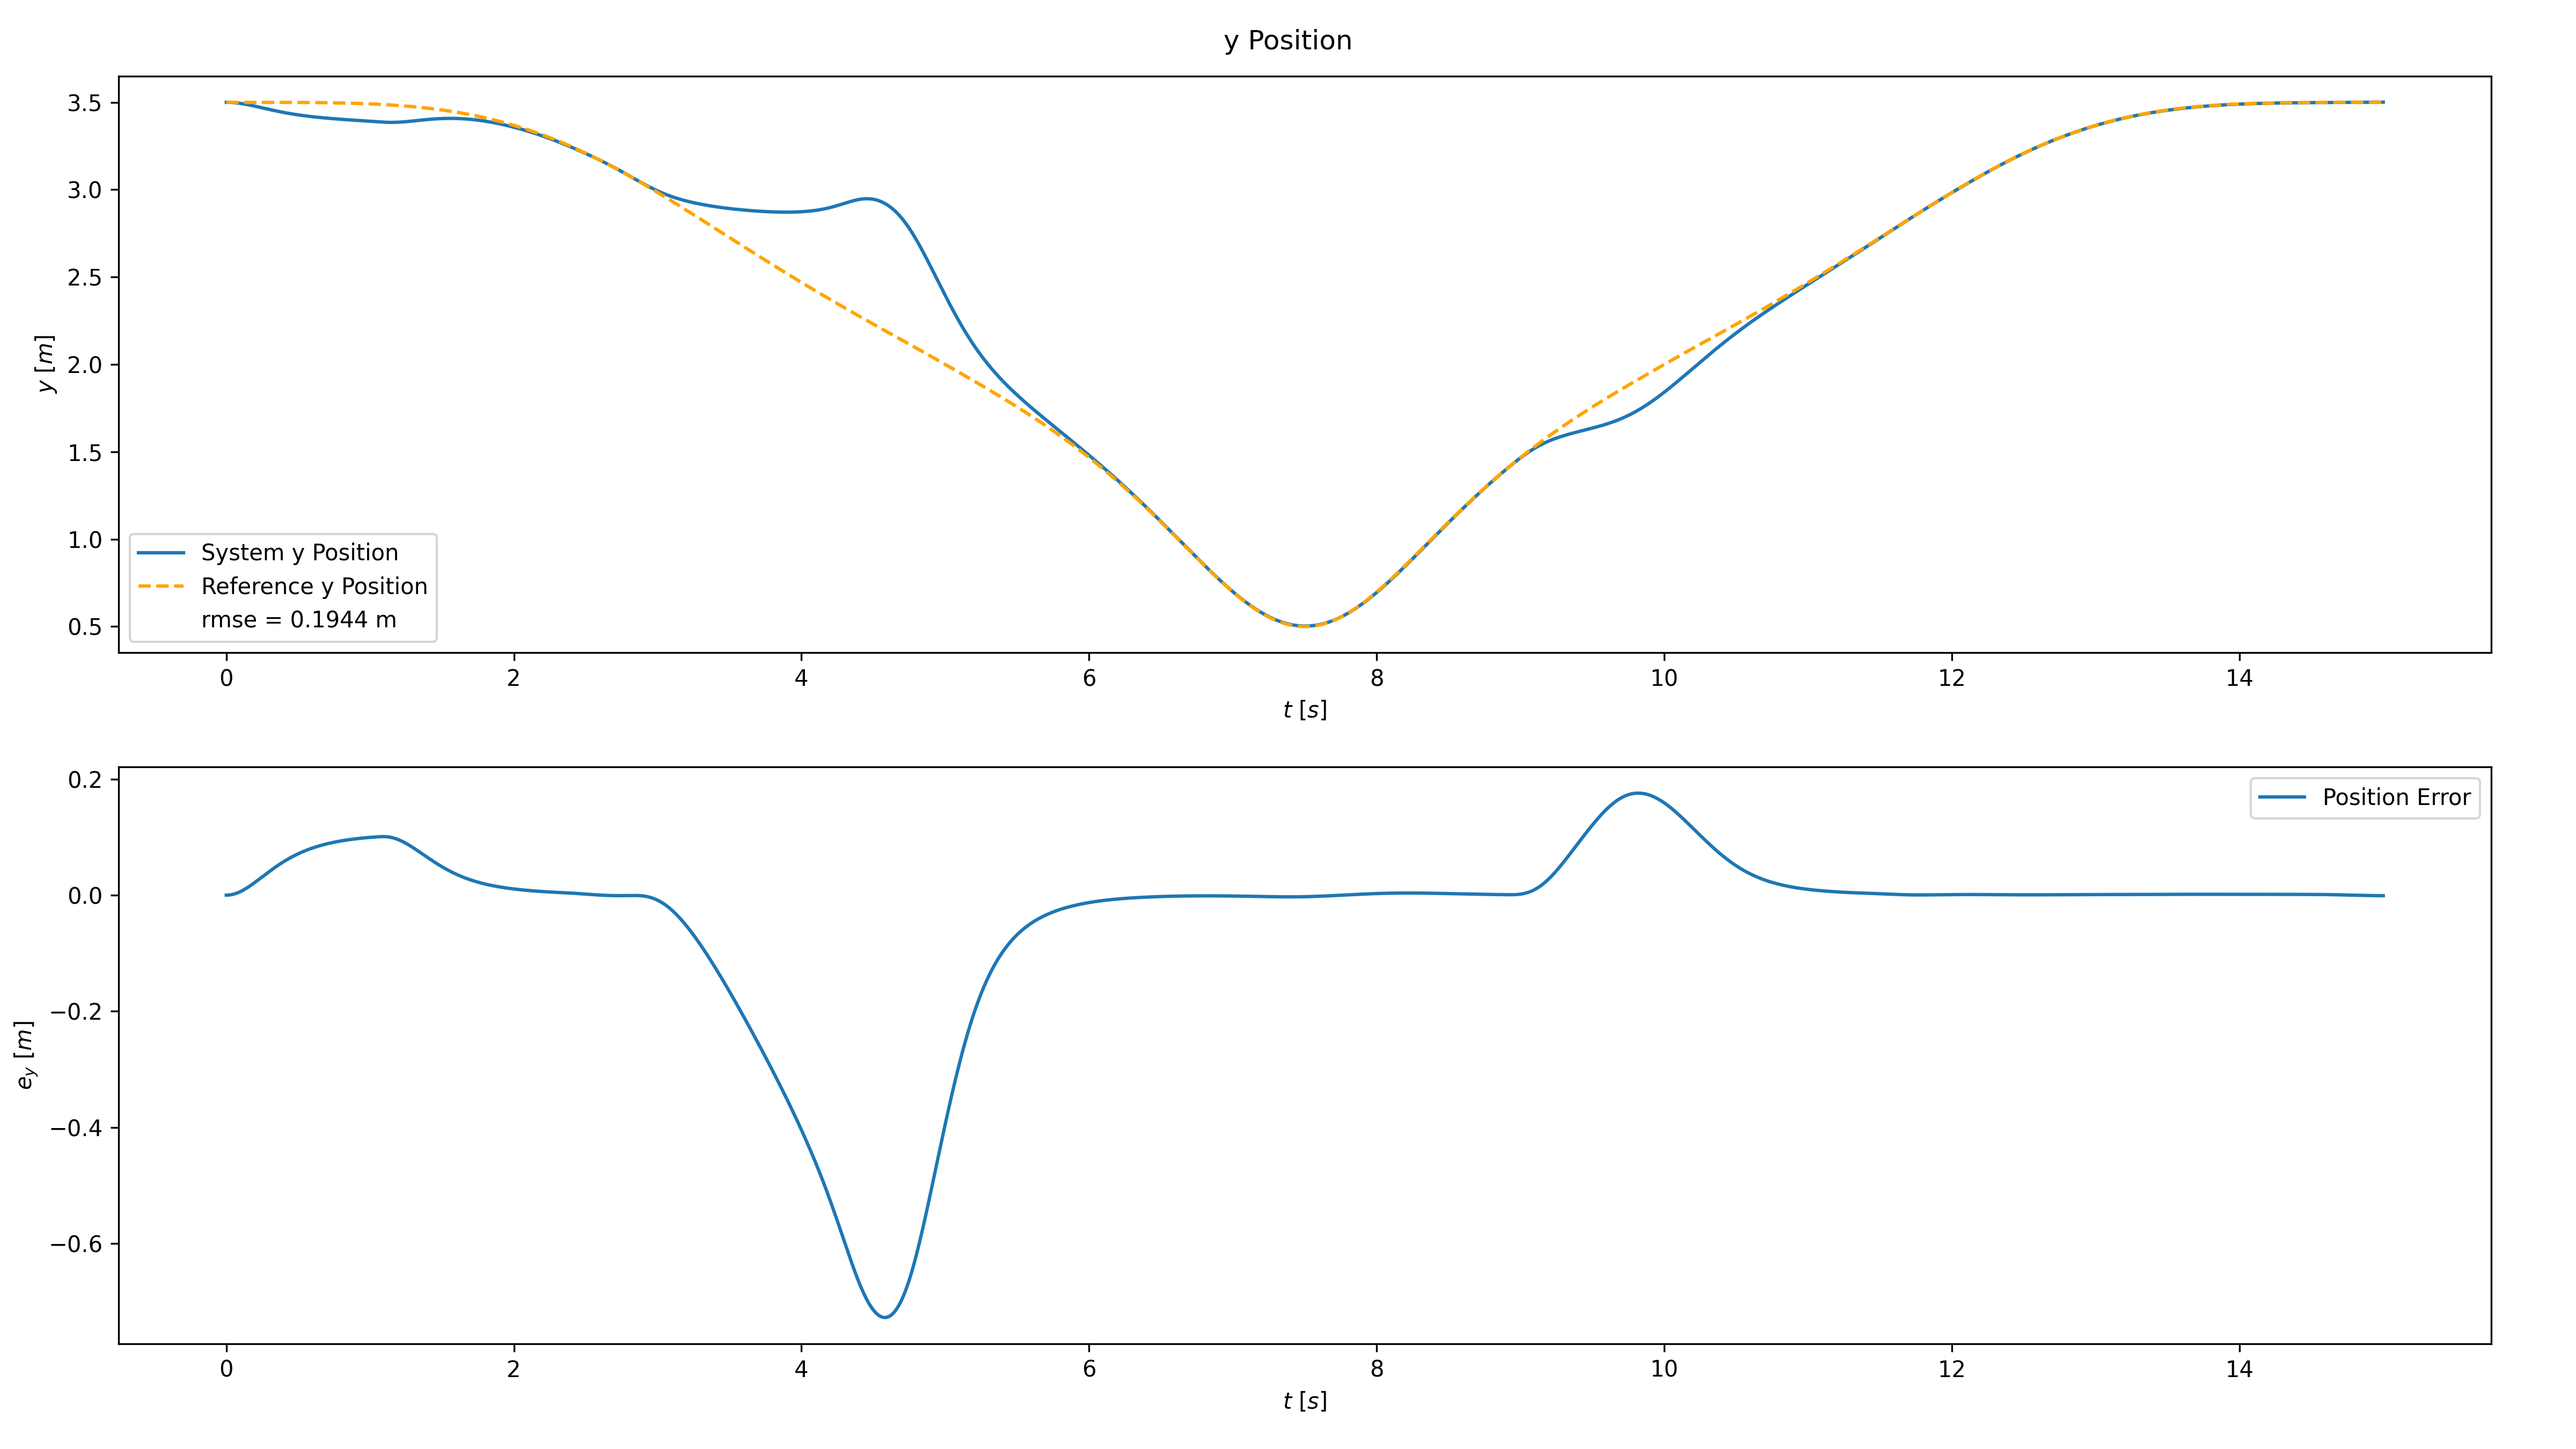 y Position
3.5
3.0
2.5
2.0
1.5
1.0
0.5
y [m]
System y Position
Reference y Position
rmse = 0.1944 m
0 2 4 6 8 10 12 14
t [s]
0.2
0.0
−0.2
−0.4
−0.6
e_y [m]
Position Error
0 2 4 6 8 10 12 14
t [s]